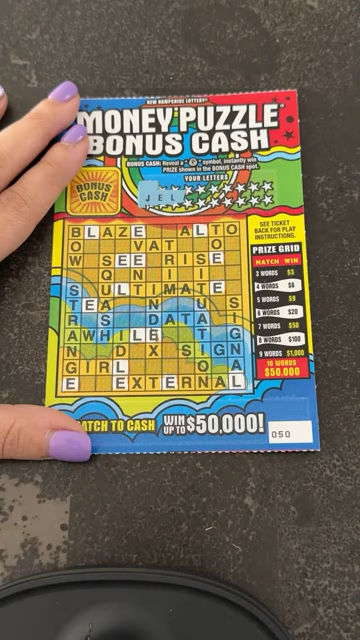 NEW HAMPSHIRE LOTTERY
MONEY PUZZLE
BONUS CASH
BONUS CASH: Reveal a "symbol, instantly win
PRIZE shown in the BONUS CASH spot.
YOUR LETTERS
BONUS
CASH
J E L
SEE TICKET
BACK FOR PLAY
INSTRUCTIONS.
PRIZE GRID
MATCH WIN
3 WORDS $3
4 WORDS $6
5 WORDS $9
6 WORDS $20
7 WORDS $50
8 WORDS $100
9 WORDS $1,000
10 WORDS
$50,000
BLAZE ALTO
O VAT O
W SEE RISE
ULTIMATE
TEA
DATA
AWHILE
SIGN
GIRL
EXTERNAL
MATCH TO CASH WIN UP TO $50,000!
050